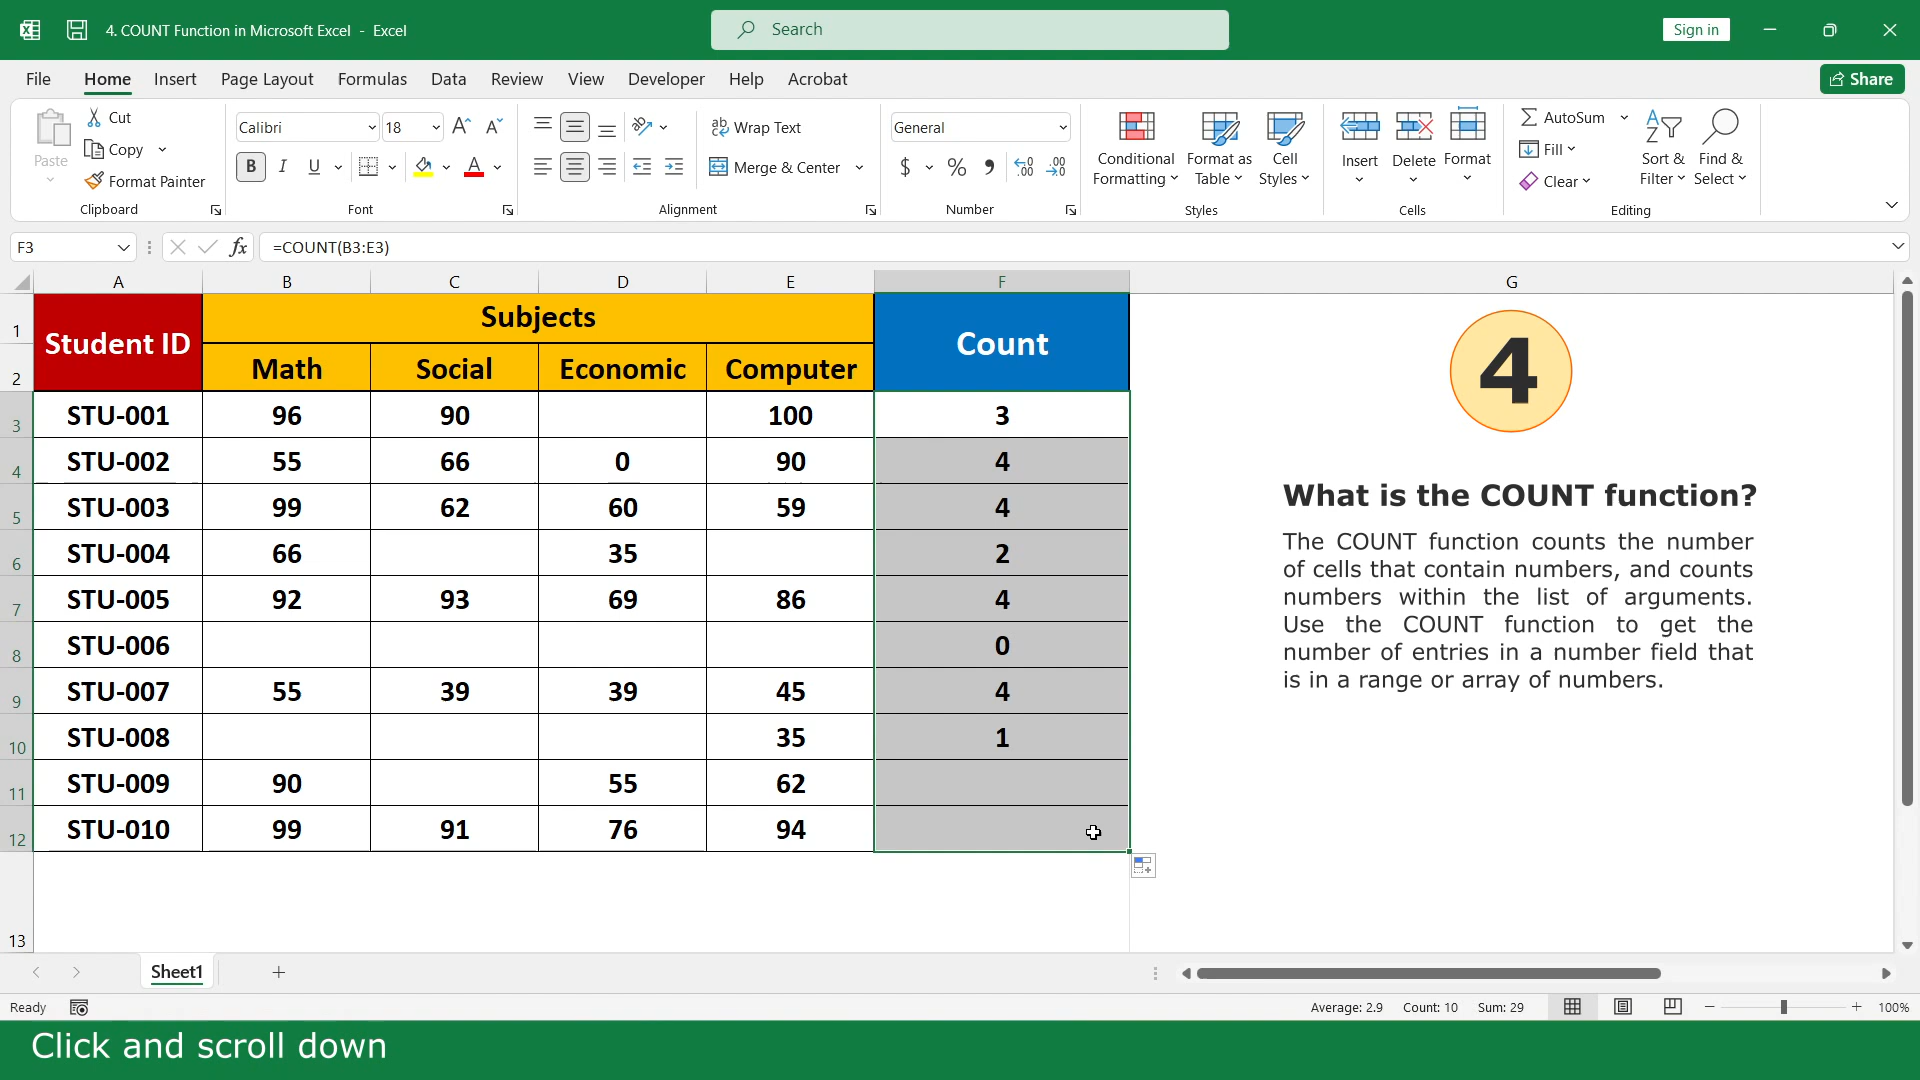 4. COUNT Function in Microsoft Excel - Excel
Search
Sign in
File Home Insert Page Layout Formulas Data Review View Developer Help Acrobat
Share
Paste
Cut
Copy
Format Painter
Clipboard
Calibri 18
B I U
Font
Wrap Text
Merge & Center
Alignment
General
$ % 9
Number
Conditional Formatting
Format as Table
Cell Styles
Styles
Insert
Delete
Format
Cells
AutoSum
Fill
Clear
Sort & Filter
Find & Select
Editing
F3
fx
=COUNT(B3:E3)
A B C D E F G
1 Student ID Subjects Count
2 Math Social Economic Computer
3 STU-001 96 90 100 3
4 STU-002 55 66 0 90 4
5 STU-003 99 62 60 59 4
6 STU-004 66 35 2
7 STU-005 92 93 69 86 4
8 STU-006 0
9 STU-007 55 39 39 45 4
10 STU-008 35 1
11 STU-009 90 55 62
12 STU-010 99 91 76 94
13
4
What is the COUNT function?
The COUNT function counts the number
of cells that contain numbers, and counts
numbers within the list of arguments.
Use the COUNT function to get the
number of entries in a number field that
is in a range or array of numbers.
Sheet1
Ready
Average: 2.9 Count: 10 Sum: 29
100%
Click and scroll down